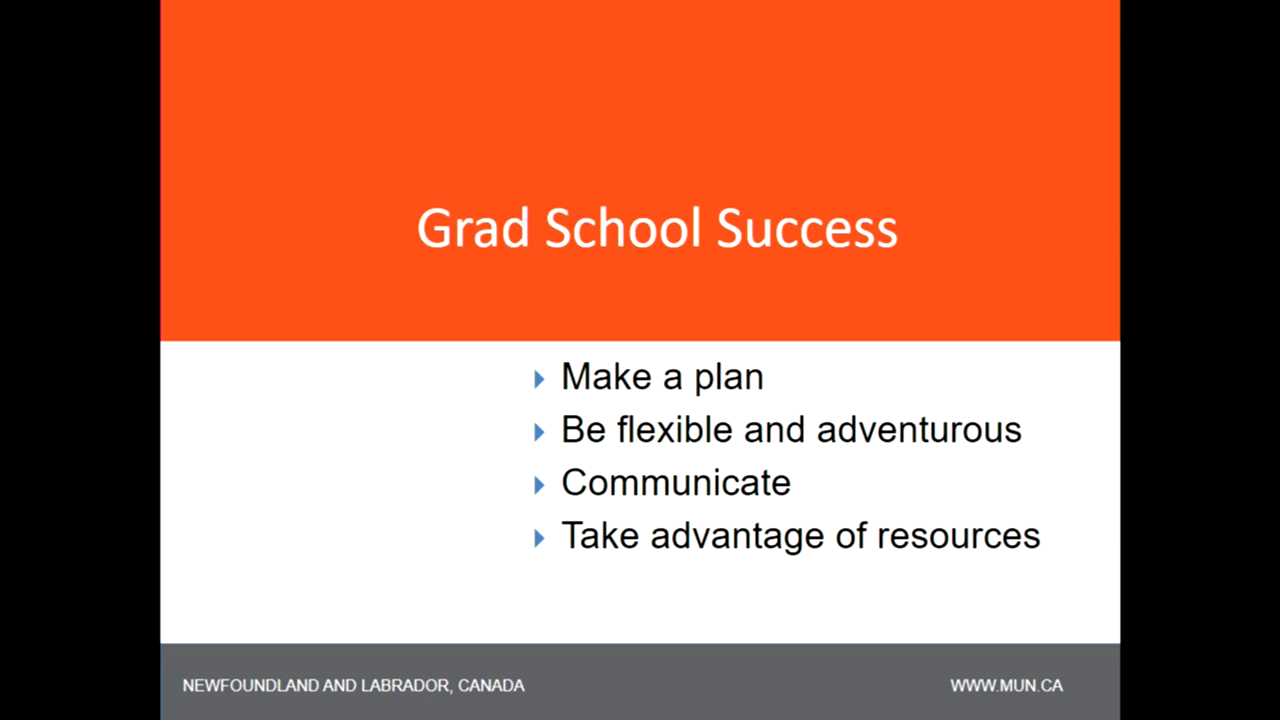 Grad School Success
Make a plan
Be flexible and adventurous
Communicate
Take advantage of resources
NEWFOUNDLAND AND LABRADOR, CANADA
WWW.MUN.CA